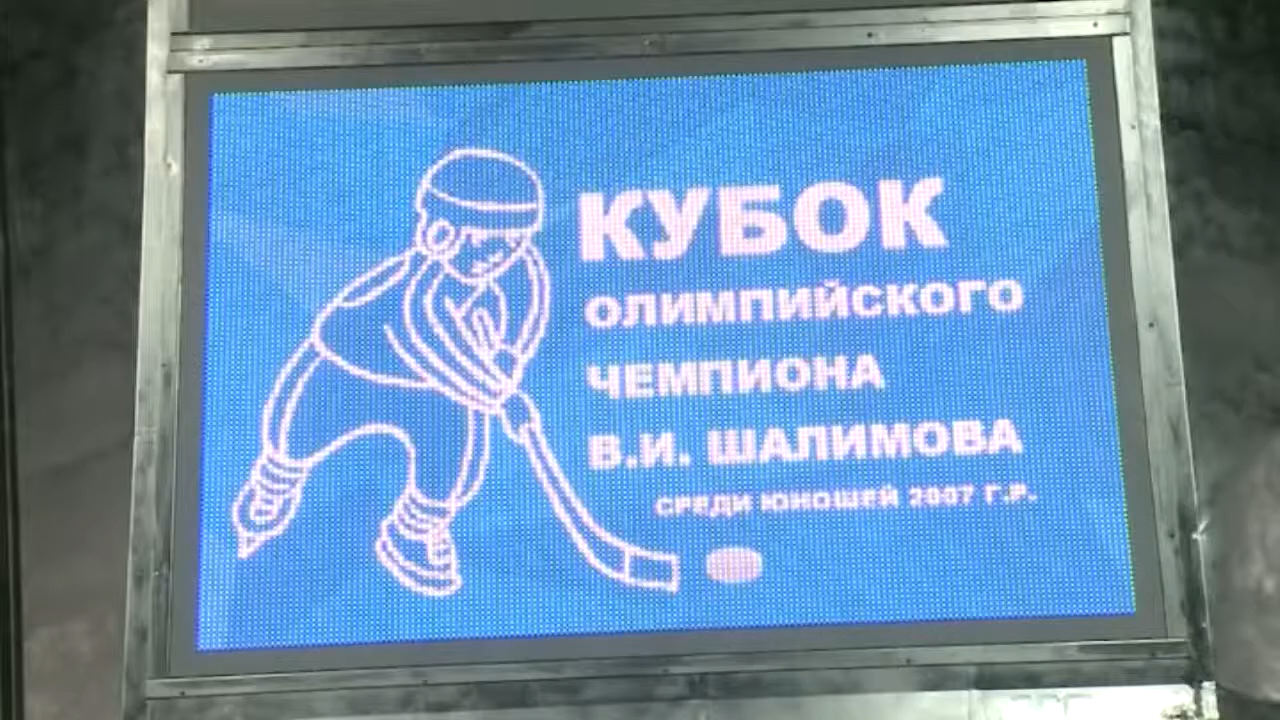 КУБОК
ОЛИМПИЙСКОГО
ЧЕМПИОНА
В.И. ШАЛИМОВА
СРЕДИ ЮНОШЕЙ 2007 Г.Р.